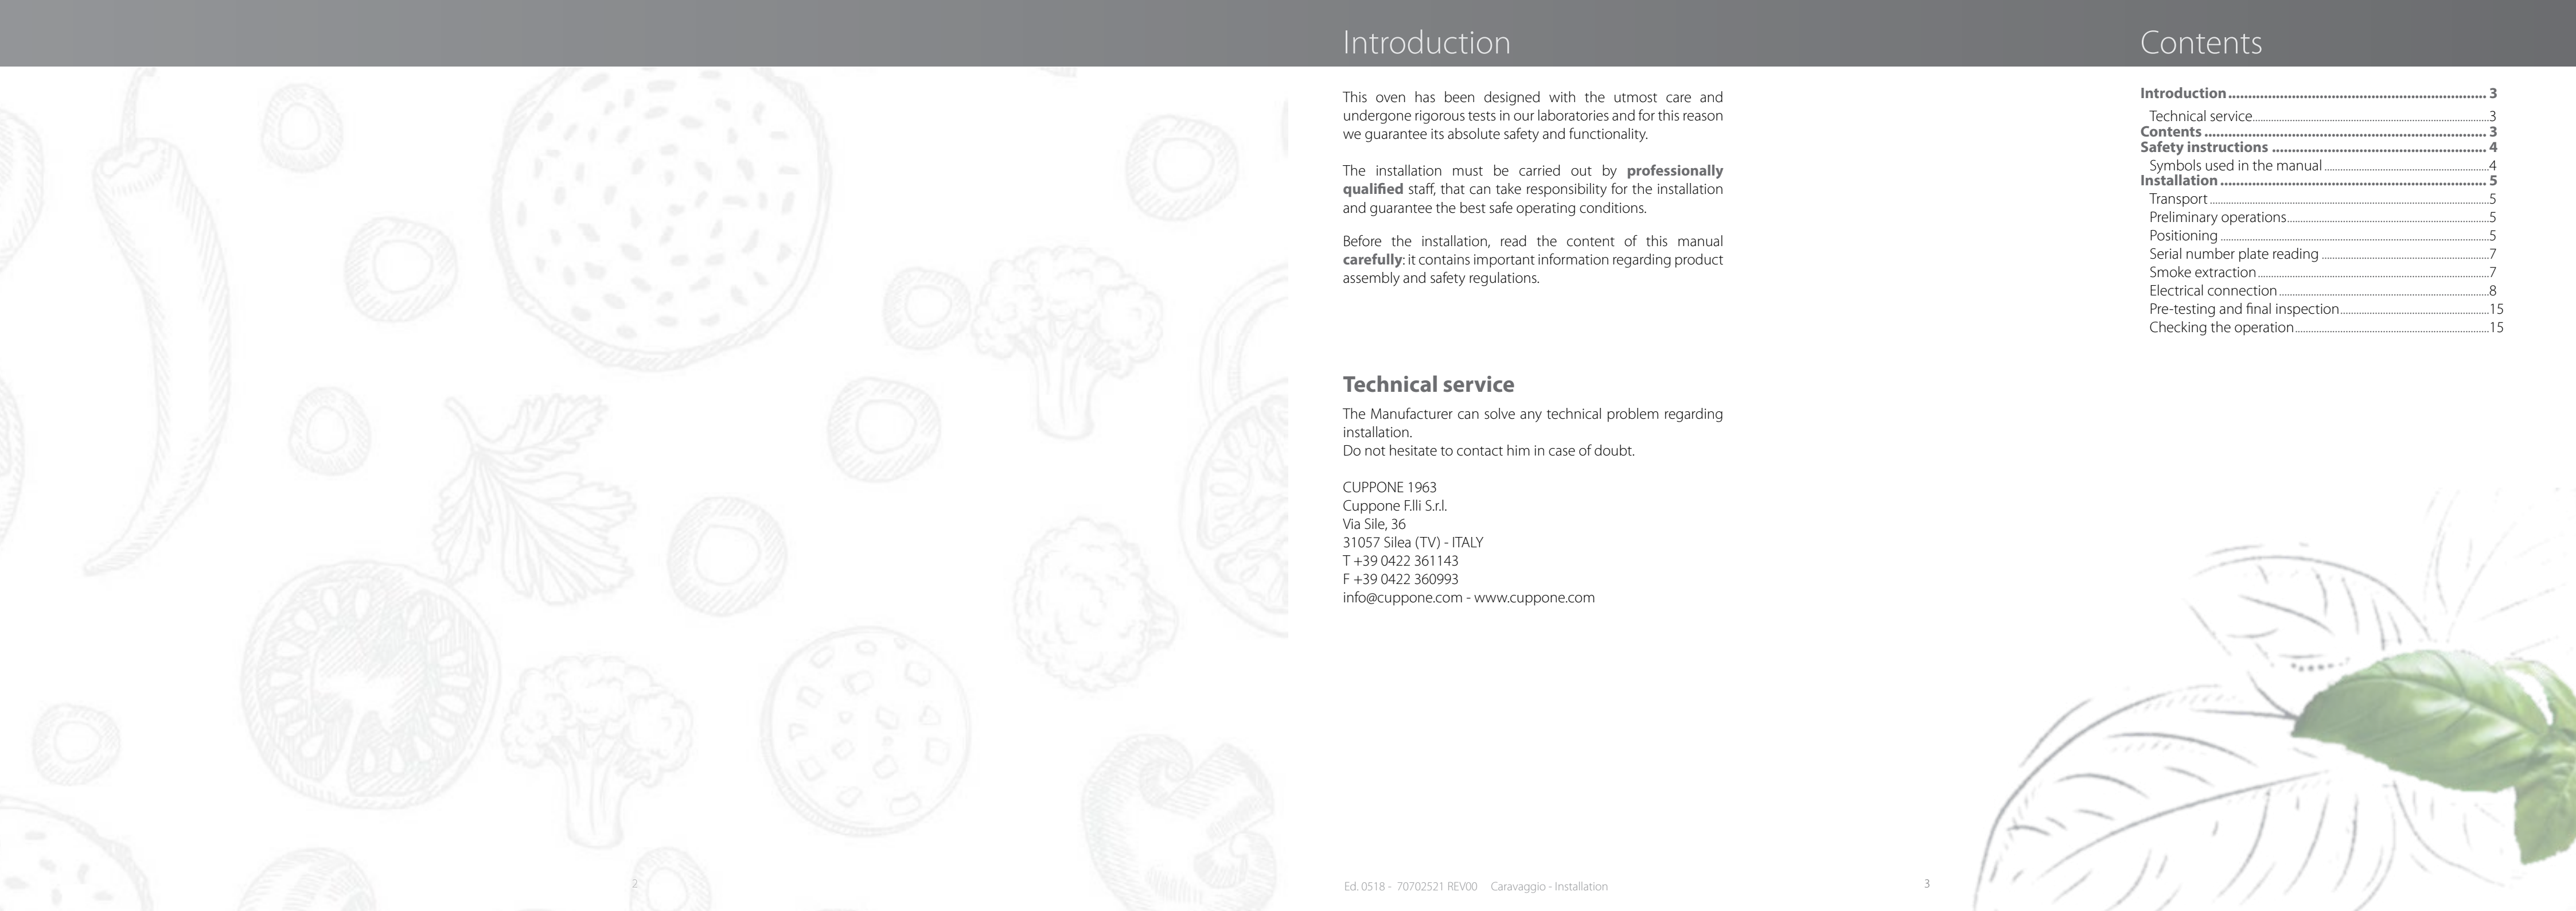 2
Introduction
This oven has been designed with the utmost care and
undergone rigorous tests in our laboratories and for this reason
we guarantee its absolute safety and functionality.
The installation must be carried out by professionally
qualified staff, that can take responsibility for the installation
and guarantee the best safe operating conditions.
Before the installation, read the content of this manual
carefully: it contains important information regarding product
assembly and safety regulations.
Technical service
The Manufacturer can solve any technical problem regarding
installation.
Do not hesitate to contact him in case of doubt.
CUPPONE 1963
Cuppone F.lli S.r.l.
Via Sile, 36
31057 Silea (TV) - ITALY
T +39 0422 361143
F +39 0422 360993
info@cuppone.com - www.cuppone.com
Contents
Introduction ................................................................ 3
Technical service ................................................................ 3
Contents ................................................................ 3
Safety instructions ................................................................ 4
Symbols used in the manual ................................................................ 4
Installation ................................................................ 5
Transport ................................................................ 5
Preliminary operations ................................................................ 5
Positioning ................................................................ 5
Serial number plate reading ................................................................ 7
Smoke extraction ................................................................ 7
Electrical connection ................................................................ 8
Pre-testing and final inspection ................................................................ 15
Checking the operation ................................................................ 15
Ed. 0518 - 70702521 REV00 Caravaggio - Installation
3